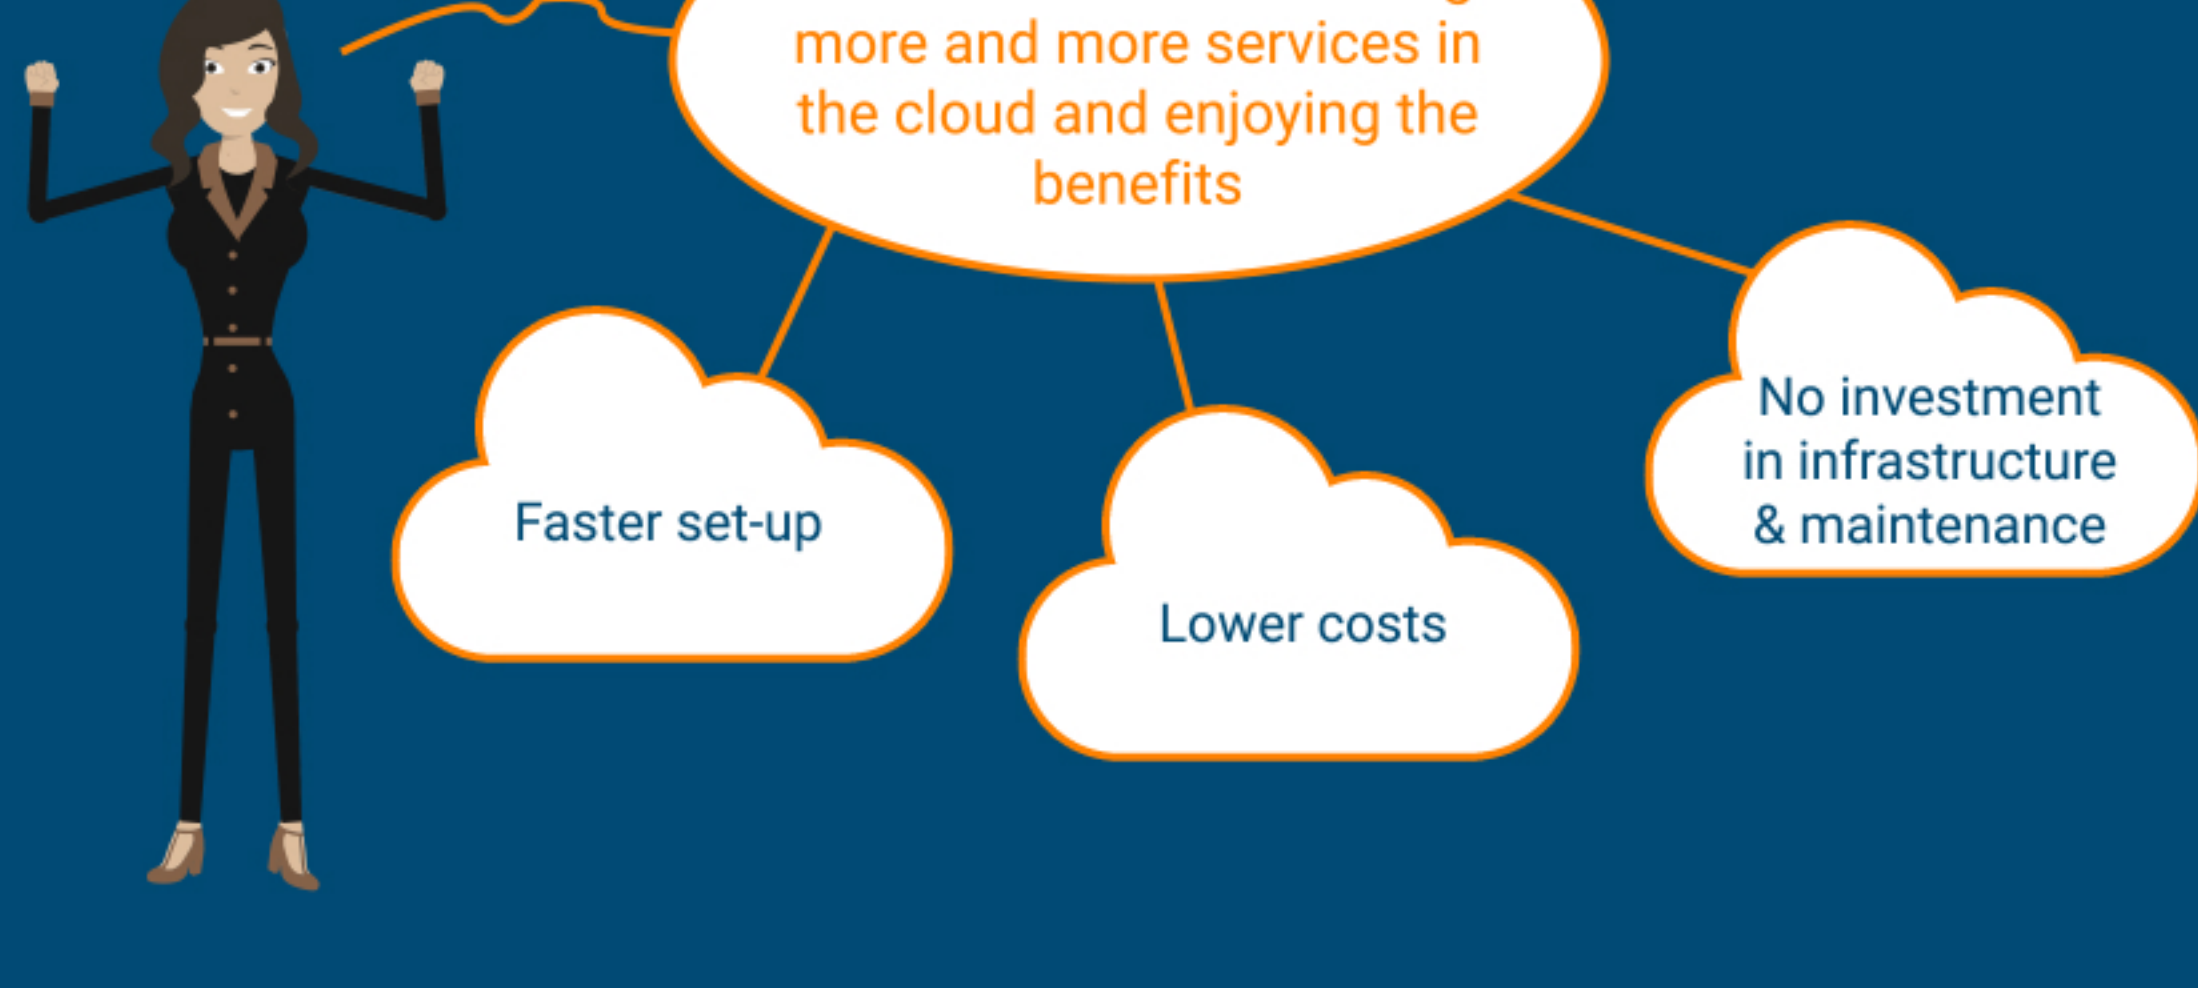 more and more services in
the cloud and enjoying the
benefits
No investment
in infrastructure
& maintenance
Faster set-up
Lower costs